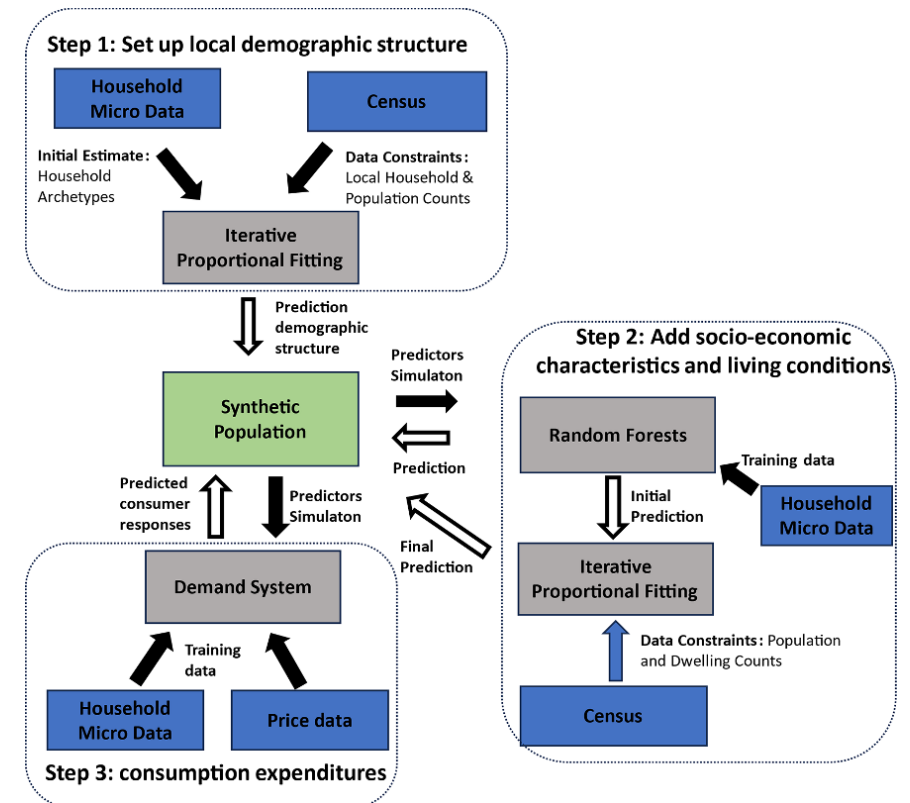 Step 1: Set up local demographic structure
Household
Micro Data
Census
Initial Estimate:
Household
Archetypes
Data Constraints:
Local Household &
Population Counts
Iterative
Proportional Fitting
Prediction
demographic
structure
Synthetic
Population
Predictors
Simulaton
Prediction
Final
Prediction
Step 2: Add socio-economic
characteristics and living conditions
Random Forests
Training data
Household
Micro Data
Initial
Prediction
Iterative
Proportional Fitting
Data Constraints: Population
and Dwelling Counts
Census
Predicted
consumer
responses
Predictors
Simulaton
Demand System
Training
data
Household
Micro Data
Price data
Step 3: consumption expenditures